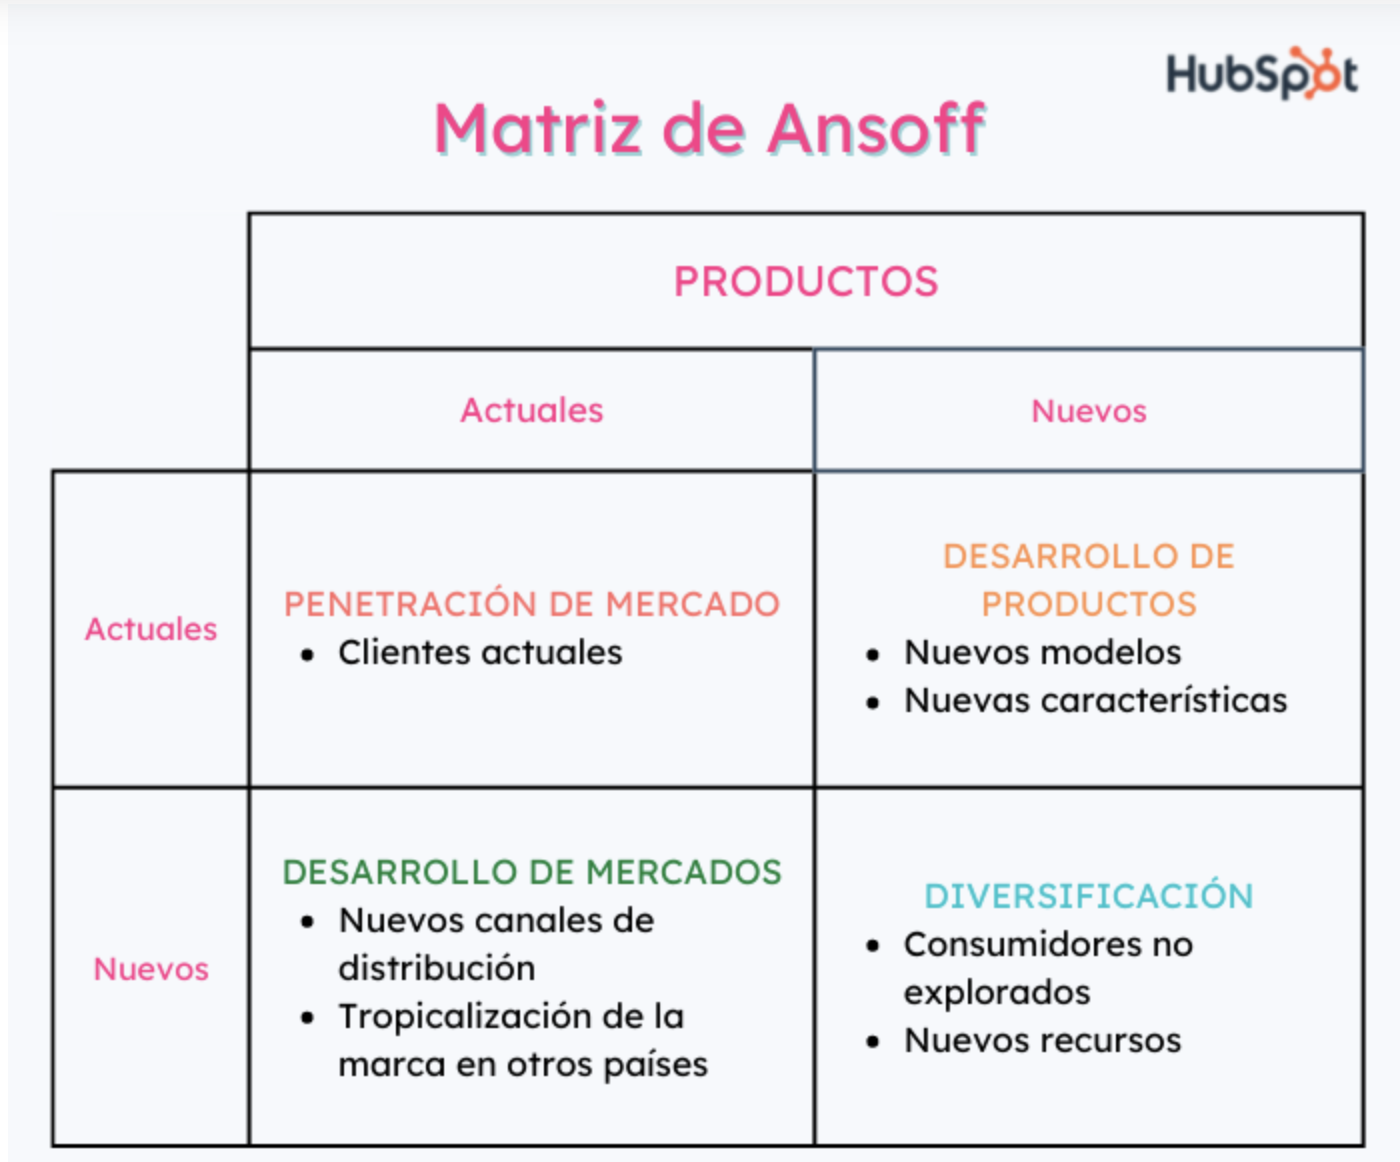 HubSpot
Matriz de Ansoff
PRODUCTOS
Actuales
Nuevos
Actuales
PENETRACIÓN DE MERCADO
• Clientes actuales
DESARROLLO DE
PRODUCTOS
• Nuevos modelos
• Nuevas características
Nuevos
DESARROLLO DE MERCADOS
• Nuevos canales de
distribución
• Tropicalización de la
marca en otros países
DIVERSIFICACIÓN
• Consumidores no
explorados
• Nuevos recursos